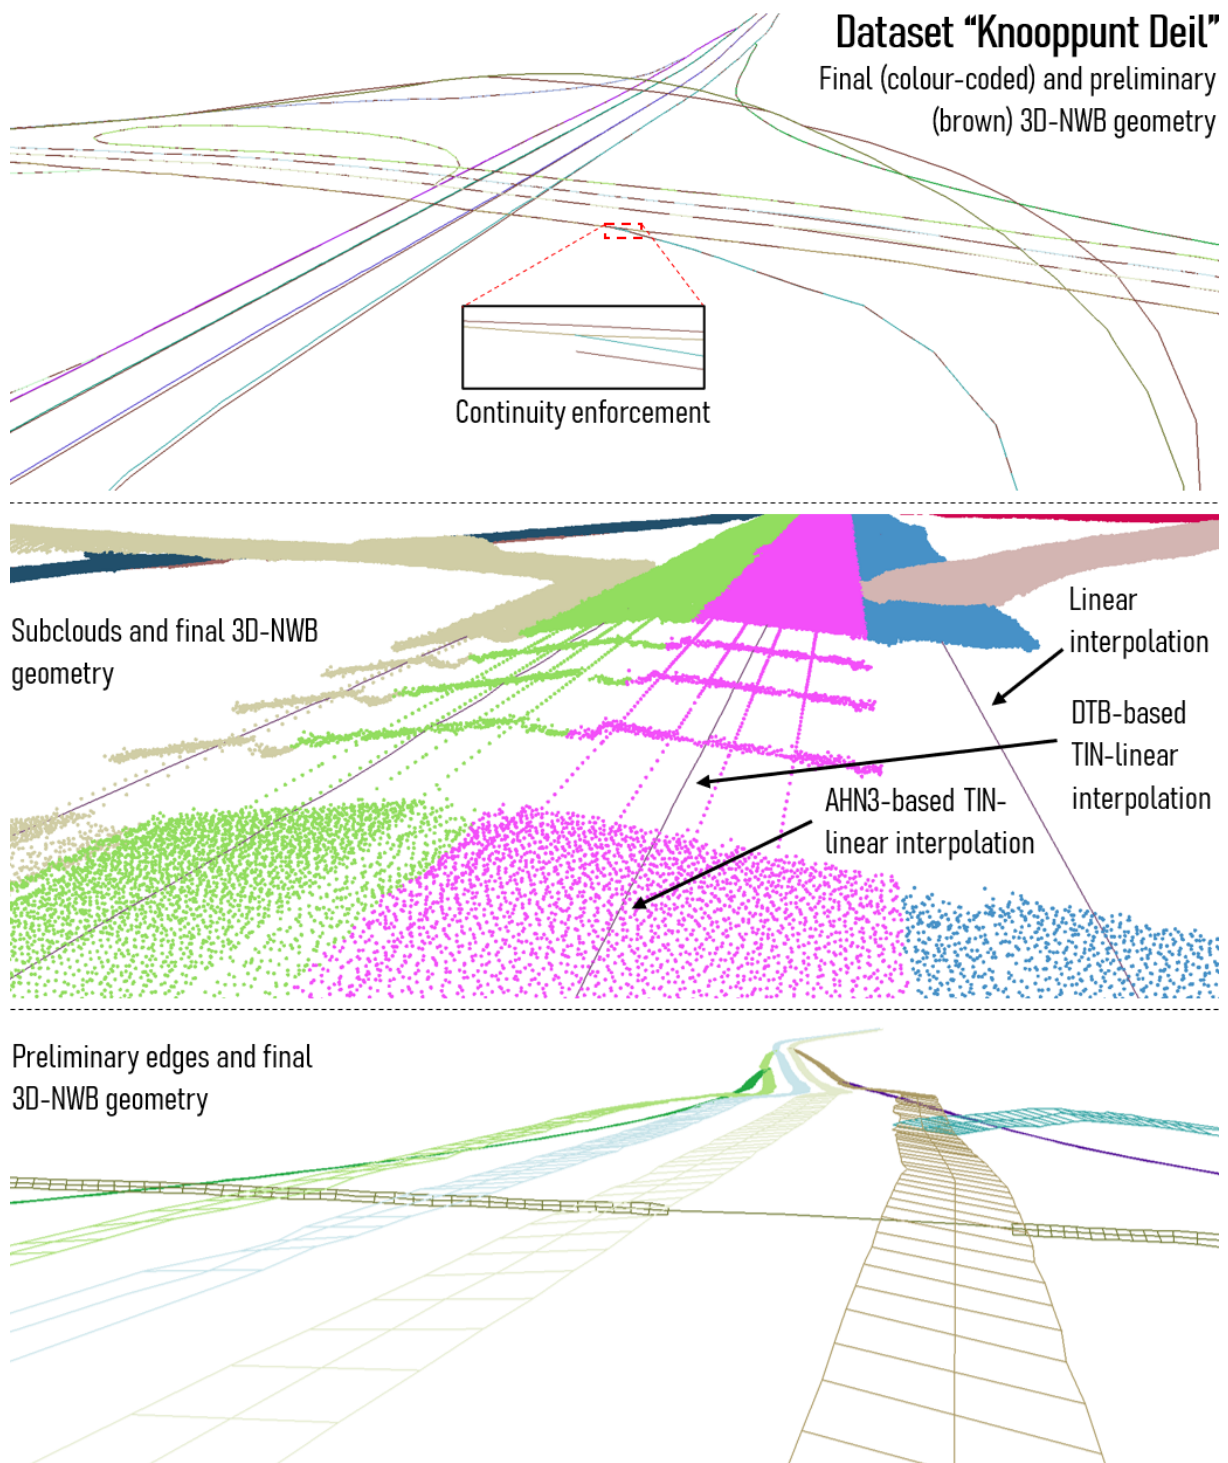 Dataset “Knooppunt Deil”
Final (colour-coded) and preliminary
(brown) 3D-NWB geometry
Continuity enforcement
Subclouds and final 3D-NWB
geometry
Linear
interpolation
DTB-based
TIN-linear
interpolation
AHN3-based TIN-
linear interpolation
Preliminary edges and final
3D-NWB geometry